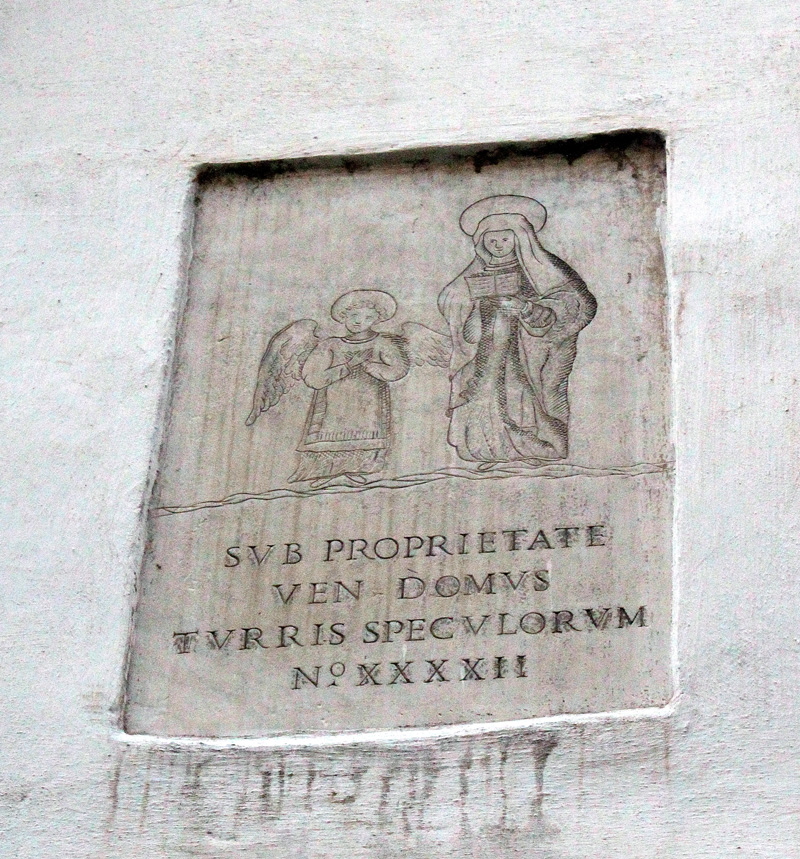 SVB PROPRIETATE
VEN DOMVS
TVRRIS SPECVLORVM
Nº XXXXII